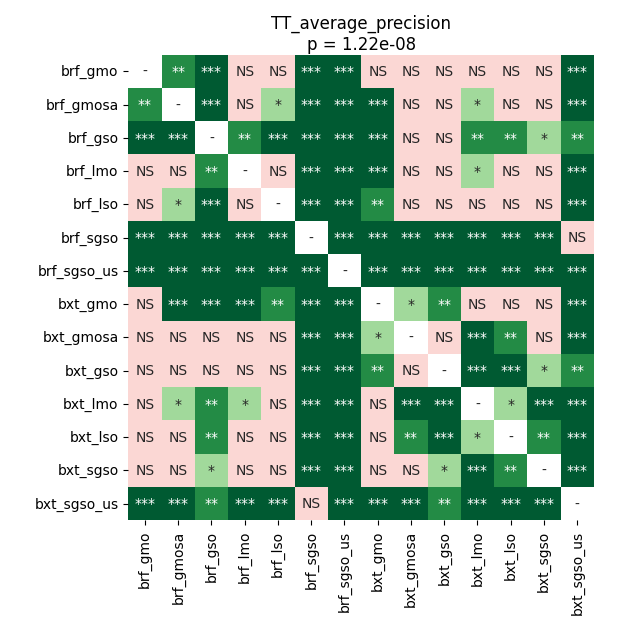 TT_average_precision
p = 1.22e-08
brf_gmo - ** *** NS NS *** *** NS NS NS NS NS NS ***
brf_gmosa ** - *** NS * *** *** *** NS NS * NS NS ***
brf_gso *** *** - ** *** *** *** *** NS NS ** ** * **
brf_lmo NS NS ** - NS *** *** *** NS NS * NS NS ***
brf_lso NS * *** NS - *** *** ** NS NS NS NS NS ***
brf_sgso *** *** *** *** *** - *** *** *** *** *** *** *** NS
brf_sgso_us *** *** *** *** *** *** - *** *** *** *** *** *** ***
bxt_gmo NS *** *** *** ** *** *** - * ** NS NS NS ***
bxt_gmosa NS NS NS NS NS *** *** * - NS *** ** NS ***
bxt_gso NS NS NS NS NS *** *** ** NS - *** *** * **
bxt_lmo NS * ** * NS *** *** NS *** *** - * *** ***
bxt_lso NS NS ** NS NS *** *** NS ** *** * - ** ***
bxt_sgso NS NS * NS NS *** *** NS NS * *** ** - ***
bxt_sgso_us *** *** ** *** *** NS *** *** *** ** *** *** *** -
brf_gmo
brf_gmosa
brf_gso
brf_lmo
brf_lso
brf_sgso
brf_sgso_us
bxt_gmo
bxt_gmosa
bxt_gso
bxt_lmo
bxt_lso
bxt_sgso
bxt_sgso_us